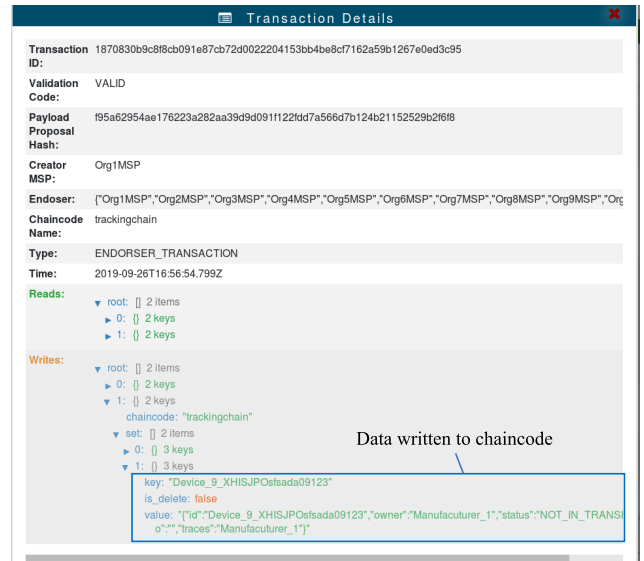 Transaction Details
Transaction 1870830b9c8f8cb091e87cb72d0022204153bb4be8cf7162a59b1267e0ed3c95
ID:
Validation VALID
Code:
Payload f95a62954ae176223a282aa39d9d091f122fdd7a566d7b124b21152529b2f6f8
Proposal
Hash:
Creator Org1MSP
MSP:
Endoser: {"Org1MSP","Org2MSP","Org3MSP","Org4MSP","Org5MSP","Org6MSP","Org7MSP","Org8MSP","Org9MSP","Org
Chaincode trackingchain
Name:
Type: ENDORSER_TRANSACTION
Time: 2019-09-26T16:56:54.799Z
Reads:
root: [] 2 items
0: {} 2 keys
1: {} 2 keys
Writes:
root: [] 2 items
0: {} 2 keys
1: {} 2 keys
chaincode: "trackingchain"
set: [] 2 items
0: {} 3 keys
1: {} 3 keys
Data written to chaincode
key: "Device_9_XHISJPOsfsada09123"
is_delete: false
value: "{"id":"Device_9_XHISJPOsfsada09123","owner":"Manufacuturer_1","status":"NOT_IN_TRANSI
o":"","traces":"Manufacuturer_1"}"